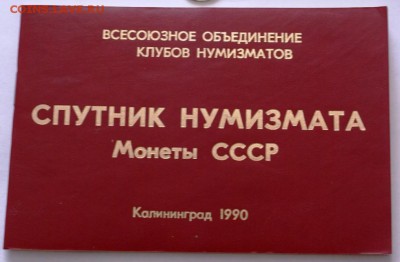 ВСЕСОЮЗНОЕ ОБЪЕДИНЕНИЕ
КЛУБОВ НУМИЗМАТОВ
СПУТНИК НУМИЗМАТА
Монеты СССР
Калининград 1990